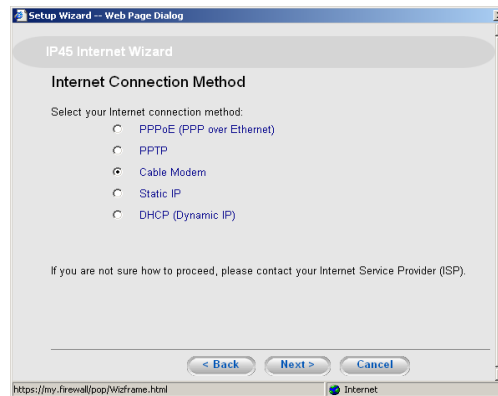 Setup Wizard -- Web Page Dialog
IP45 Internet Wizard
Internet Connection Method
Select your Internet connection method:
PPPoE (PPP over Ethernet)
PPTP
Cable Modem
Static IP
DHCP (Dynamic IP)
If you are not sure how to proceed, please contact your Internet Service Provider (ISP).
< Back Next > Cancel
https://my.firewall/pop/Wizframe.html Internet